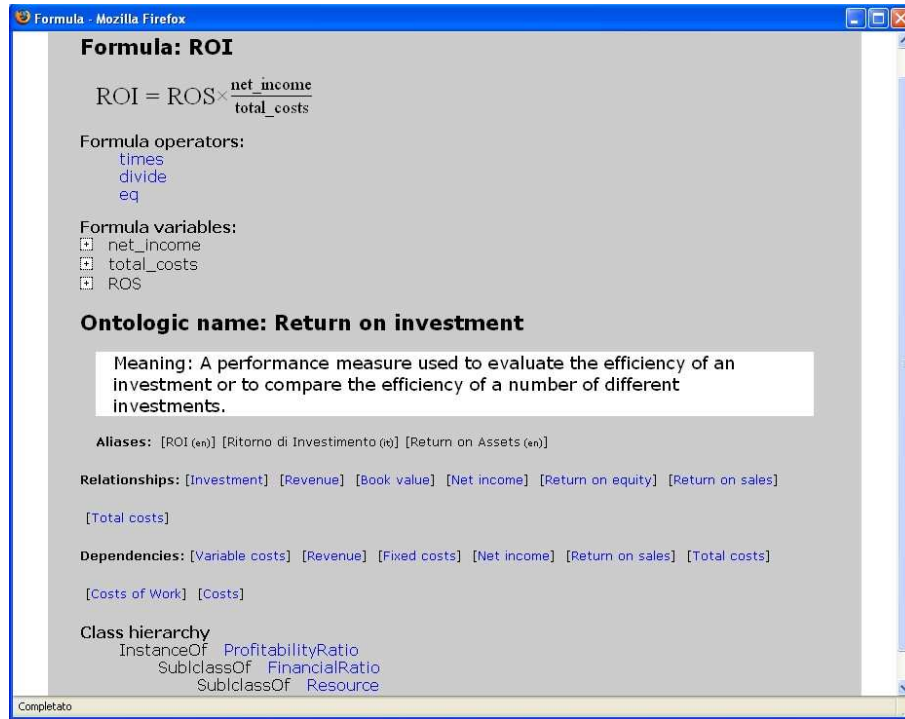 Formula - Mozilla Firefox
Formula: ROI
ROI = ROS × net_income / total_costs
Formula operators:
times
divide
eq
Formula variables:
net_income
total_costs
ROS
Ontologic name: Return on investment
Meaning: A performance measure used to evaluate the efficiency of an
investment or to compare the efficiency of a number of different
investments.
Aliases: [ROI (en)] [Ritorno di Investimento (it)] [Return on Assets (en)]
Relationships: [Investment] [Revenue] [Book value] [Net income] [Return on equity] [Return on sales]
[Total costs]
Dependencies: [Variable costs] [Revenue] [Fixed costs] [Net income] [Return on sales] [Total costs]
[Costs of Work] [Costs]
Class hierarchy
InstanceOf ProfitabilityRatio
SublclassOf FinancialRatio
SublclassOf Resource
Completato